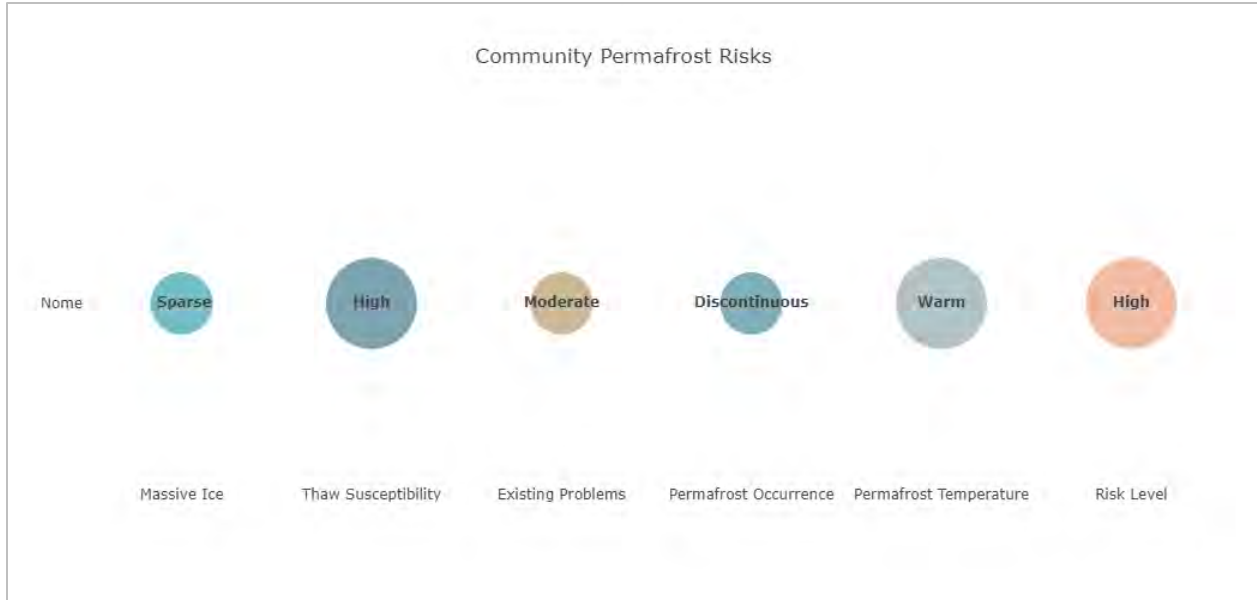 Community Permafrost Risks
Nome Sparse High Moderate Discontinuous Warm High
Massive Ice Thaw Susceptibility Existing Problems Permafrost Occurrence Permafrost Temperature Risk Level